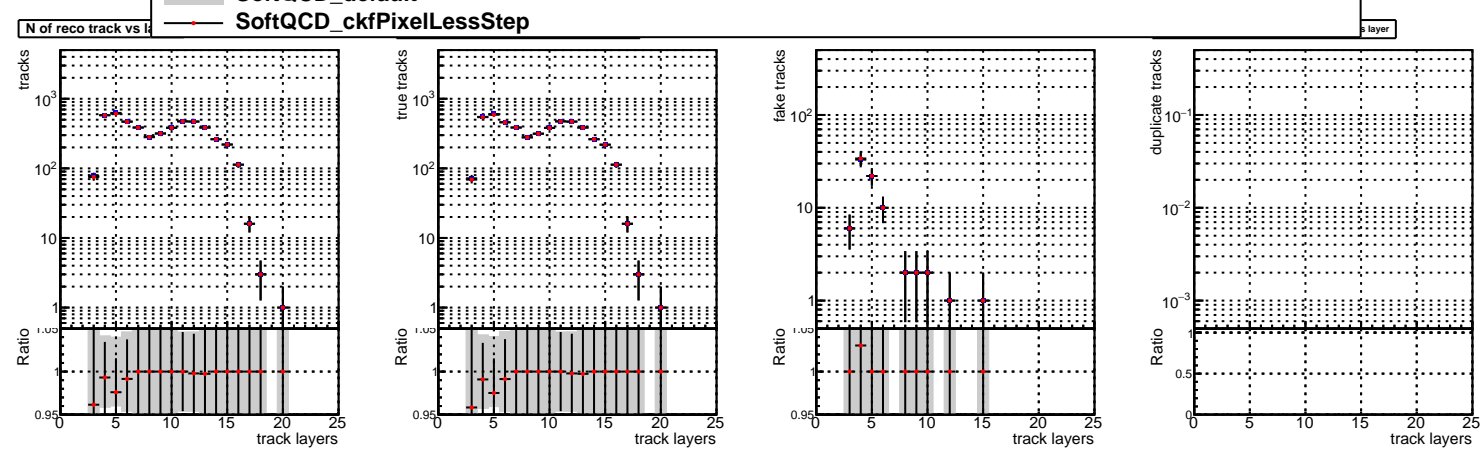 SoftQCD_default
SoftQCD_ckfPixelLessStep
N of reco track vs la
s layer
tracks
10³
10²
10
1
Ratio
1.05
1
0.95
0 5 10 15 20 25
track layers
true tracks
10³
10²
10
1
Ratio
1.05
1
0.95
0 5 10 15 20 25
track layers
fake tracks
10²
10
1
Ratio
1.05
1
0.95
0 5 10 15 20 25
track layers
duplicate tracks
10⁻¹
10⁻²
10⁻³
Ratio
1
0.5
0
0 5 10 15 20 25
track layers